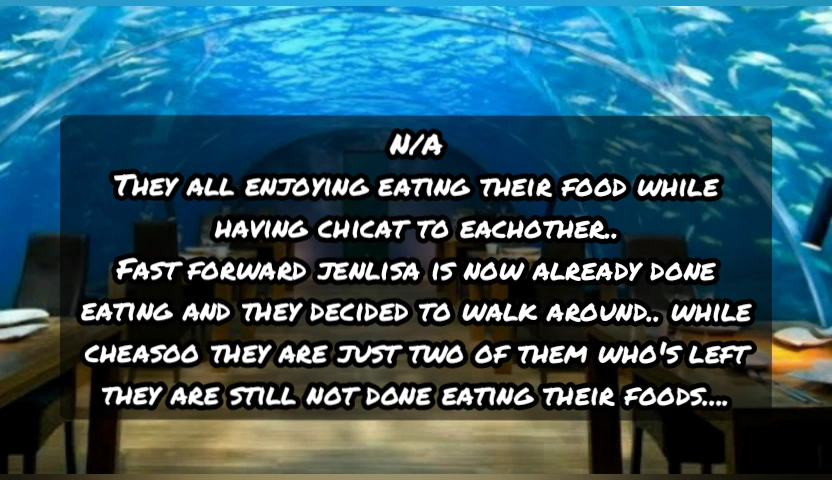 N/A
They all enjoying eating their food while
having chicat to eachother..
Fast forward jenlisa is now already done
eating and they decided to walk around.. while
cheasoo they are just two of them who's left
they are still not done eating their foods....